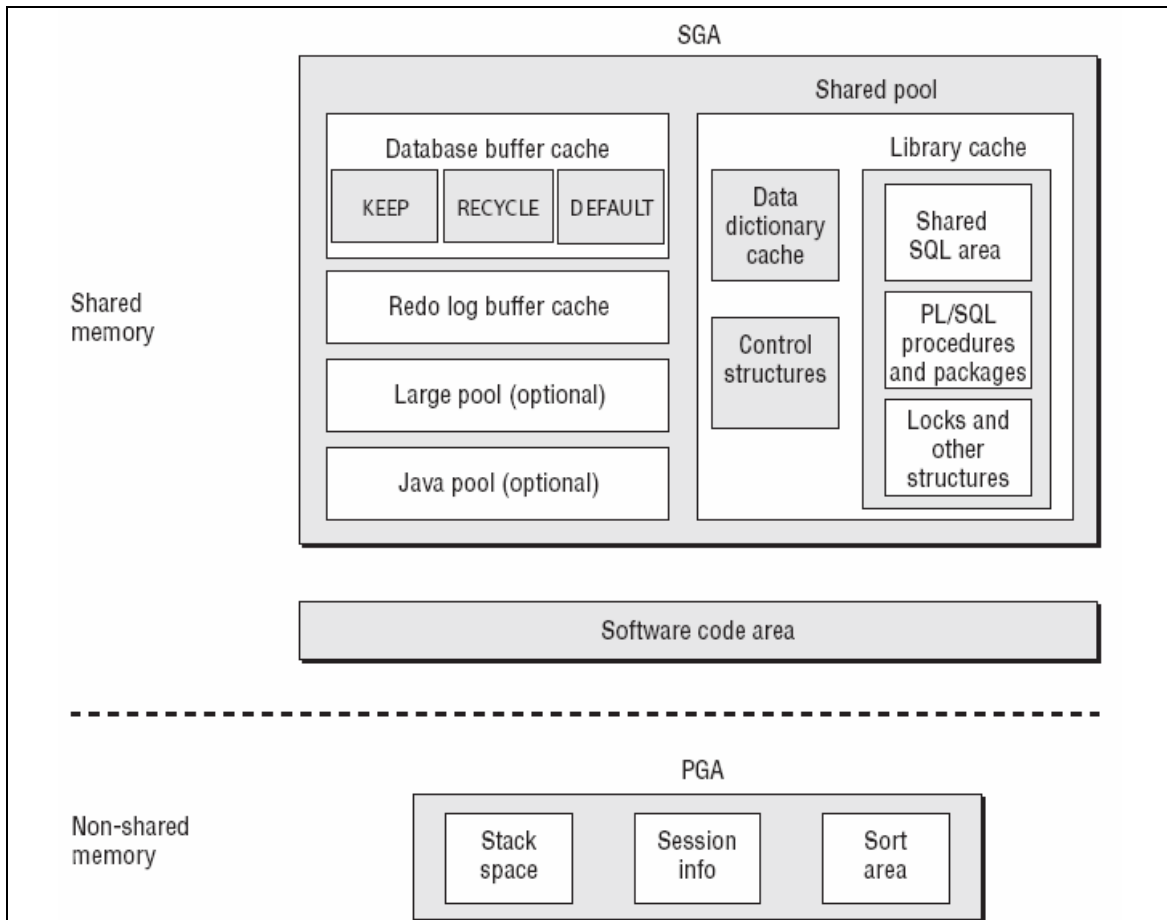 SGA
Shared pool
Database buffer cache
KEEP
RECYCLE
DEFAULT
Redo log buffer cache
Large pool (optional)
Java pool (optional)
Library cache
Data
dictionary
cache
Control
structures
Shared
SQL area
PL/SQL
procedures
and packages
Locks and
other
structures
Shared
memory
Software code area
PGA
Non-shared
memory
Stack
space
Session
info
Sort
area